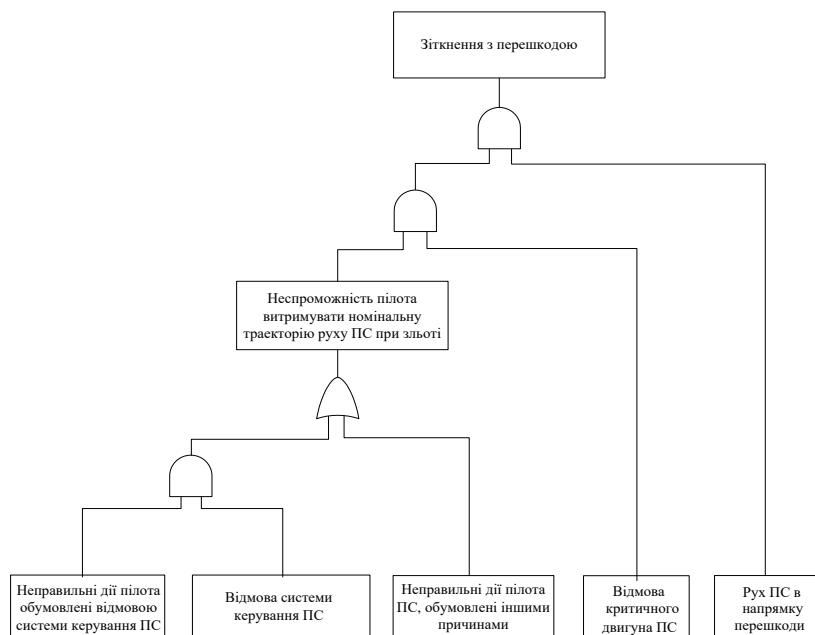 Зіткнення з перешкодою
Неспроможність пілота
витримувати номінальну
траекторію руху ПС при зльоті
Неправильні дії пілота
обумовлені відмовою
системи керування ПС
Відмова системи
керування ПС
Неправильні дії пілота
ПС, обумовлені іншими
причинами
Відмова
критичного
двигуна ПС
Рух ПС в
напрямку
перешкоди